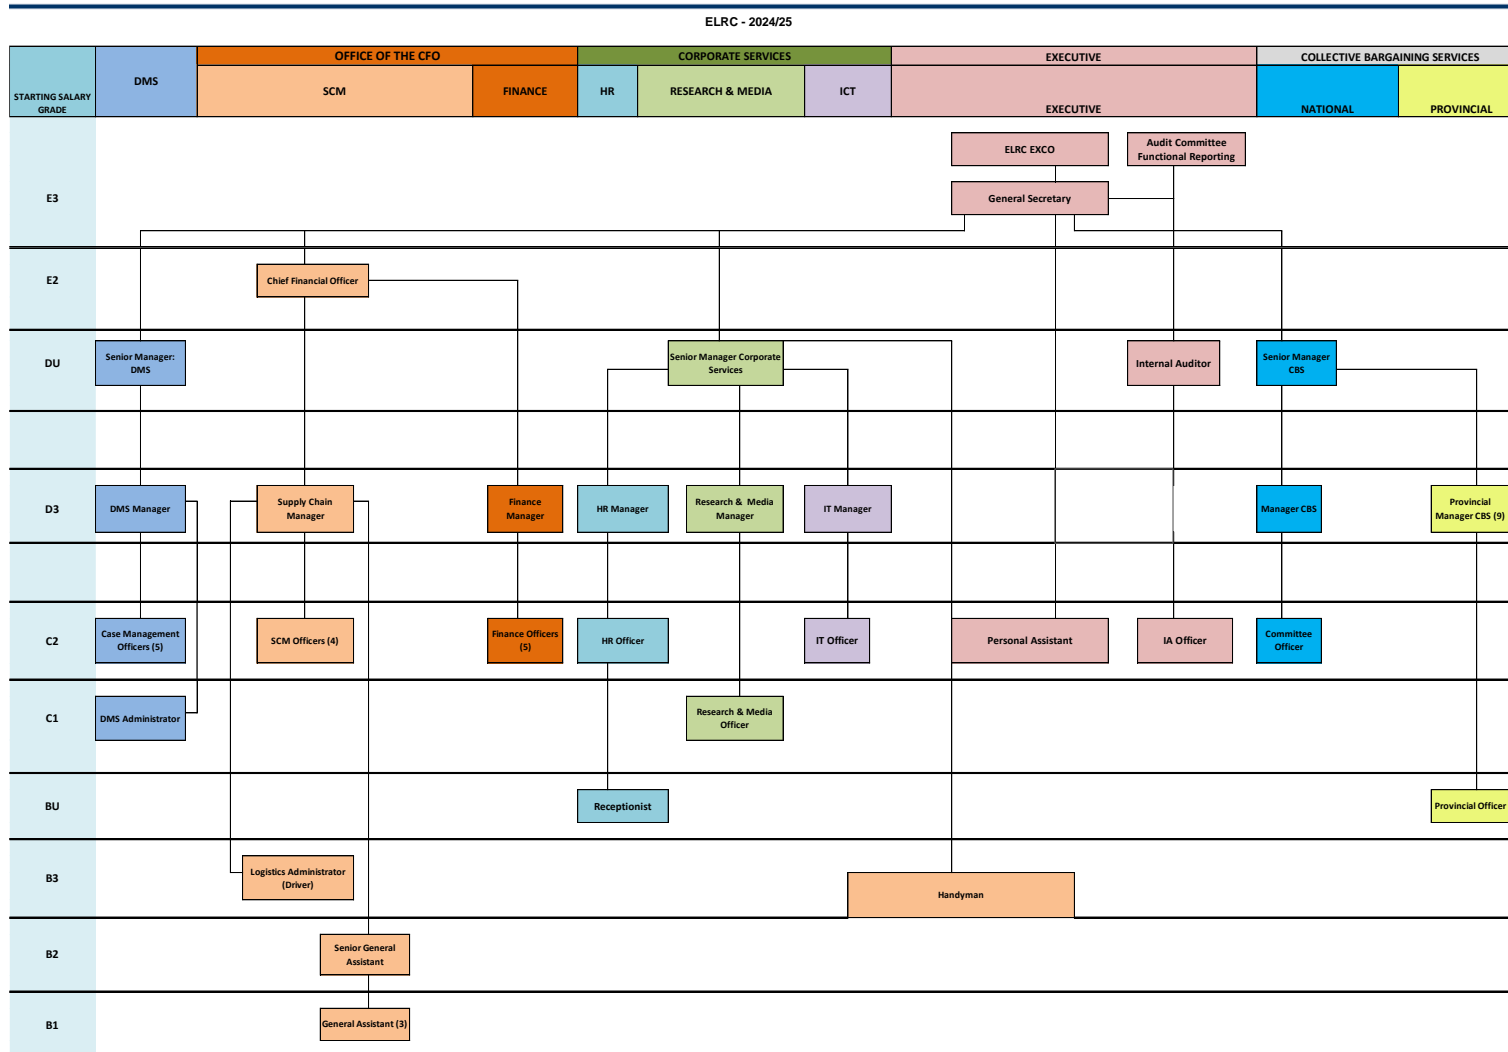 ELRC - 2024/25
STARTING SALARY
GRADE
DMS
OFFICE OF THE CFO
CORPORATE SERVICES
EXECUTIVE
COLLECTIVE BARGAINING SERVICES
SCM
FINANCE
HR
RESEARCH & MEDIA
ICT
EXECUTIVE
NATIONAL
PROVINCIAL
ELRC EXCO
Audit Committee
Functional Reporting
E3
General Secretary
E2
Chief Financial Officer
DU
Senior Manager:
DMS
Senior Manager Corporate
Services
Internal Auditor
Senior Manager
CBS
D3
DMS Manager
Supply Chain
Manager
Finance
Manager
HR Manager
Research & Media
Manager
IT Manager
Manager CBS
Provincial
Manager CBS (9)
C2
Case Management
Officers (5)
SCM Officers (4)
Finance Officers
(5)
HR Officer
IT Officer
Personal Assistant
IA Officer
Committee
Officer
C1
DMS Administrator
Research & Media
Officer
BU
Receptionist
Provincial Officer
B3
Logistics Administrator
(Driver)
Handyman
B2
Senior General
Assistant
B1
General Assistant (3)